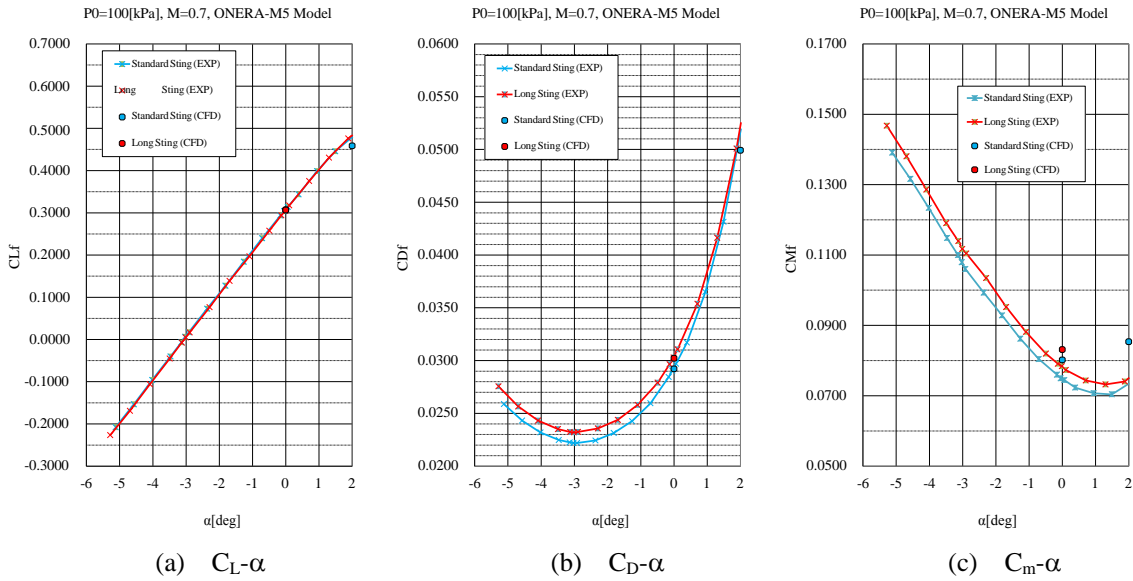 P0=100[kPa], M=0.7, ONERA-M5 Model
0.7000
0.6000
0.5000
0.4000
0.3000
0.2000
0.1000
0.0000
-0.1000
-0.2000
-0.3000
CLf
Standard Sting (EXP)
Long Sting (EXP)
Standard Sting (CFD)
Long Sting (CFD)
-6 -5 -4 -3 -2 -1 0 1 2
α[deg]
(a) CL-α
P0=100[kPa], M=0.7, ONERA-M5 Model
0.0600
0.0550
0.0500
0.0450
0.0400
0.0350
0.0300
0.0250
0.0200
CDf
Standard Sting (EXP)
Long Sting (EXP)
Standard Sting (CFD)
Long Sting (CFD)
-6 -5 -4 -3 -2 -1 0 1 2
α[deg]
(b) CD-α
P0=100[kPa], M=0.7, ONERA-M5 Model
0.1700
0.1500
0.1300
0.1100
0.0900
0.0700
0.0500
CMf
Standard Sting (EXP)
Long Sting (EXP)
Standard Sting (CFD)
Long Sting (CFD)
-6 -5 -4 -3 -2 -1 0 1 2
α[deg]
(c) Cm-α